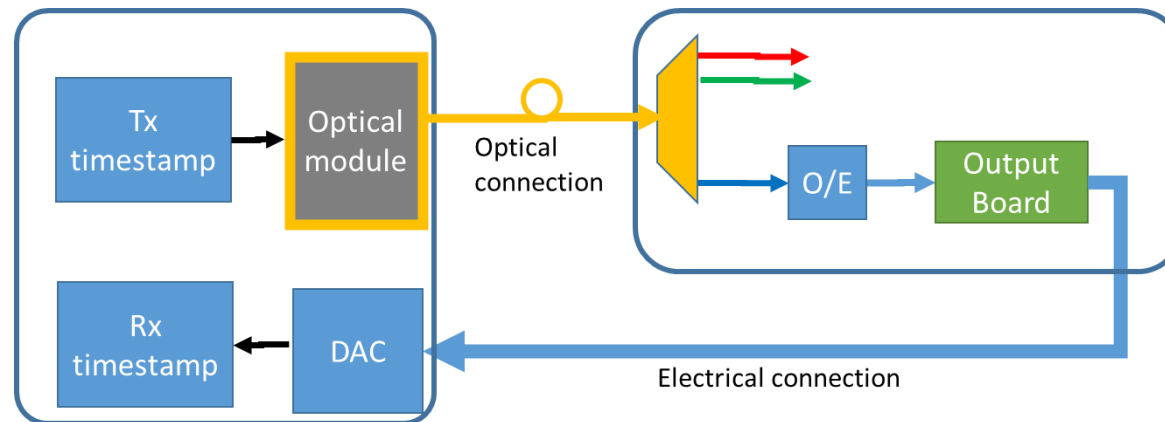 Tx
timestamp
Optical
module
Optical
connection
O/E
Output
Board
Rx
timestamp
DAC
Electrical connection